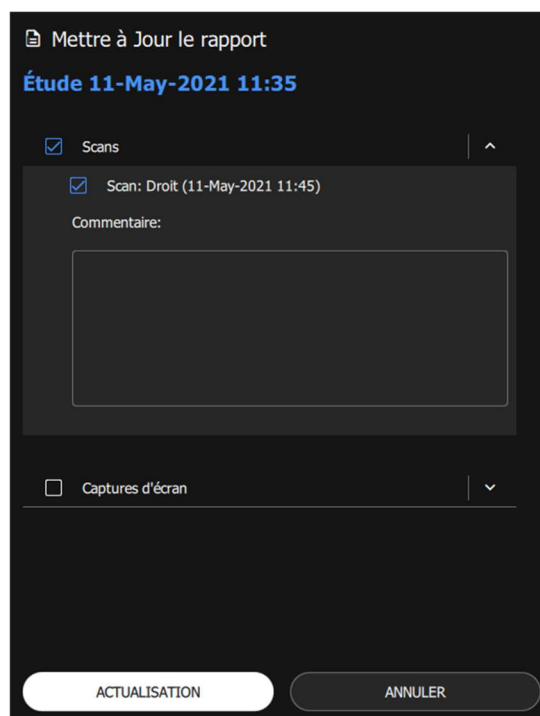 Mettre à Jour le rapport
Étude 11-May-2021 11:35
Scans
Scan: Droit (11-May-2021 11:45)
Commentaire:
Captures d'écran
ACTUALISATION
ANNULER